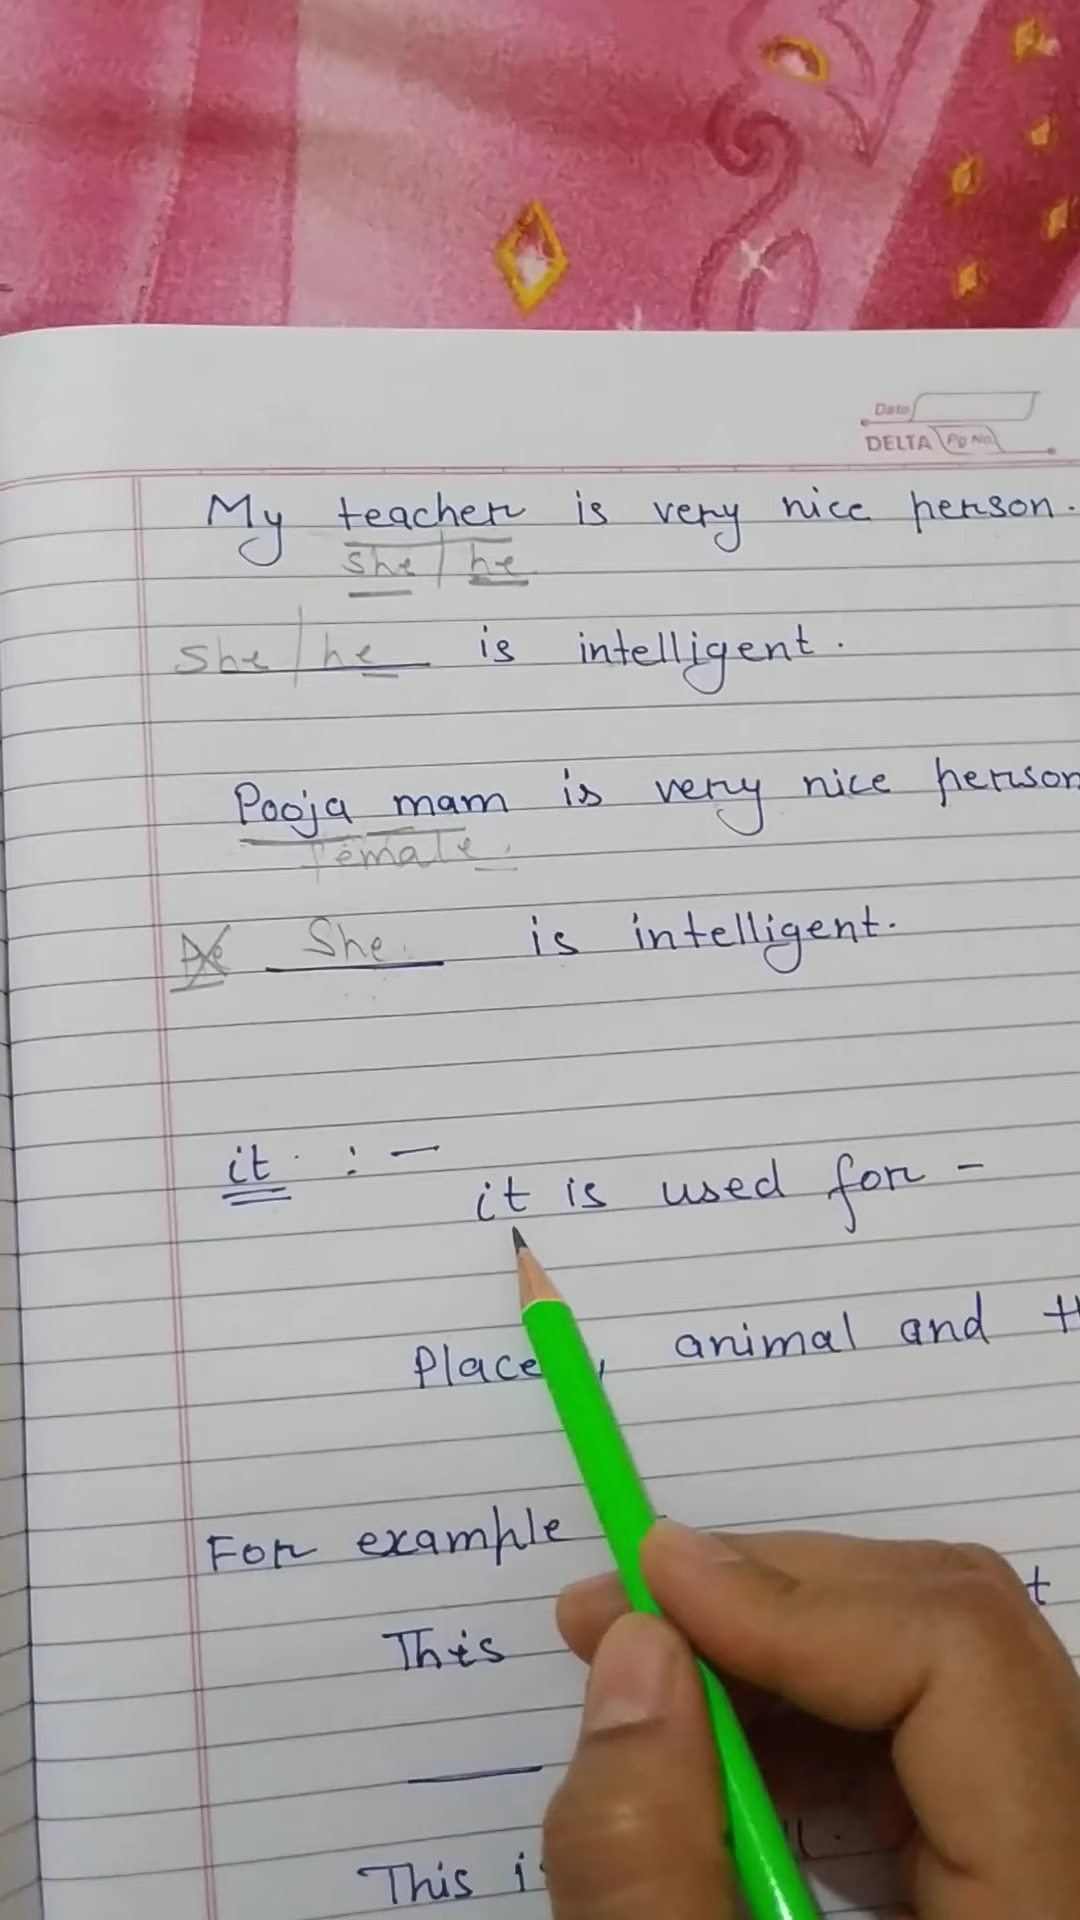 Date
DELTA Pg No.
My teacher is very nice person.
she / he
she / he is intelligent.
Pooja mam is very nice person
female.
She. is intelligent.
it : -
it is used for -
Place, animal and
For example
This
This